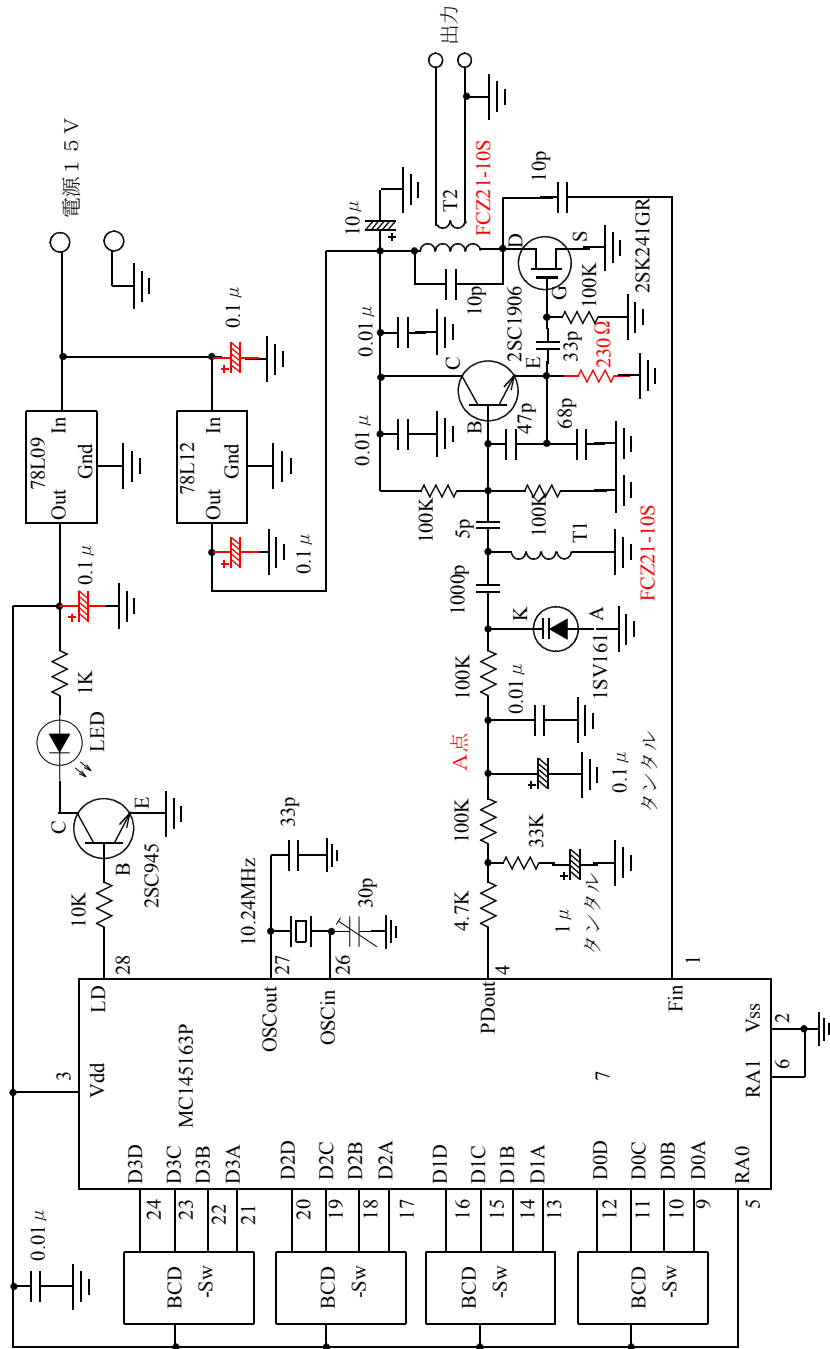 電源１５V
78L09
In
Out
Gnd
0.1μ
0.1μ
78L12
In
Out
Gnd
0.1μ
1K
LED
C
B
E
2SC945
10K
出力
T2
FCZ21-10S
10μ
10p
10p
D
G
S
2SK241GR
100K
0.01μ
0.01μ
2SC1906
C
B
E
33p
230Ω
47p
68p
100K
100K
5p
T1
FCZ21-10S
1000p
K
A
1SV161
100K
0.01μ
A点
0.1μ
タンタル
100K
33K
1μ
タンタル
4.7K
10.24MHz
33p
30p
28
LD
27
OSCout
26
OSCin
4
PDout
1
Fin
3
Vdd
MC145163P
7
Vss
2
RA1
6
D3D
D3C
D3B
D3A
24
23
22
21
BCD
-Sw
D2D
D2C
D2B
D2A
20
19
18
17
BCD
-Sw
D1D
D1C
D1B
D1A
16
15
14
13
BCD
-Sw
D0D
D0C
D0B
D0A
12
11
10
9
BCD
-Sw
RA0
5
0.01μ